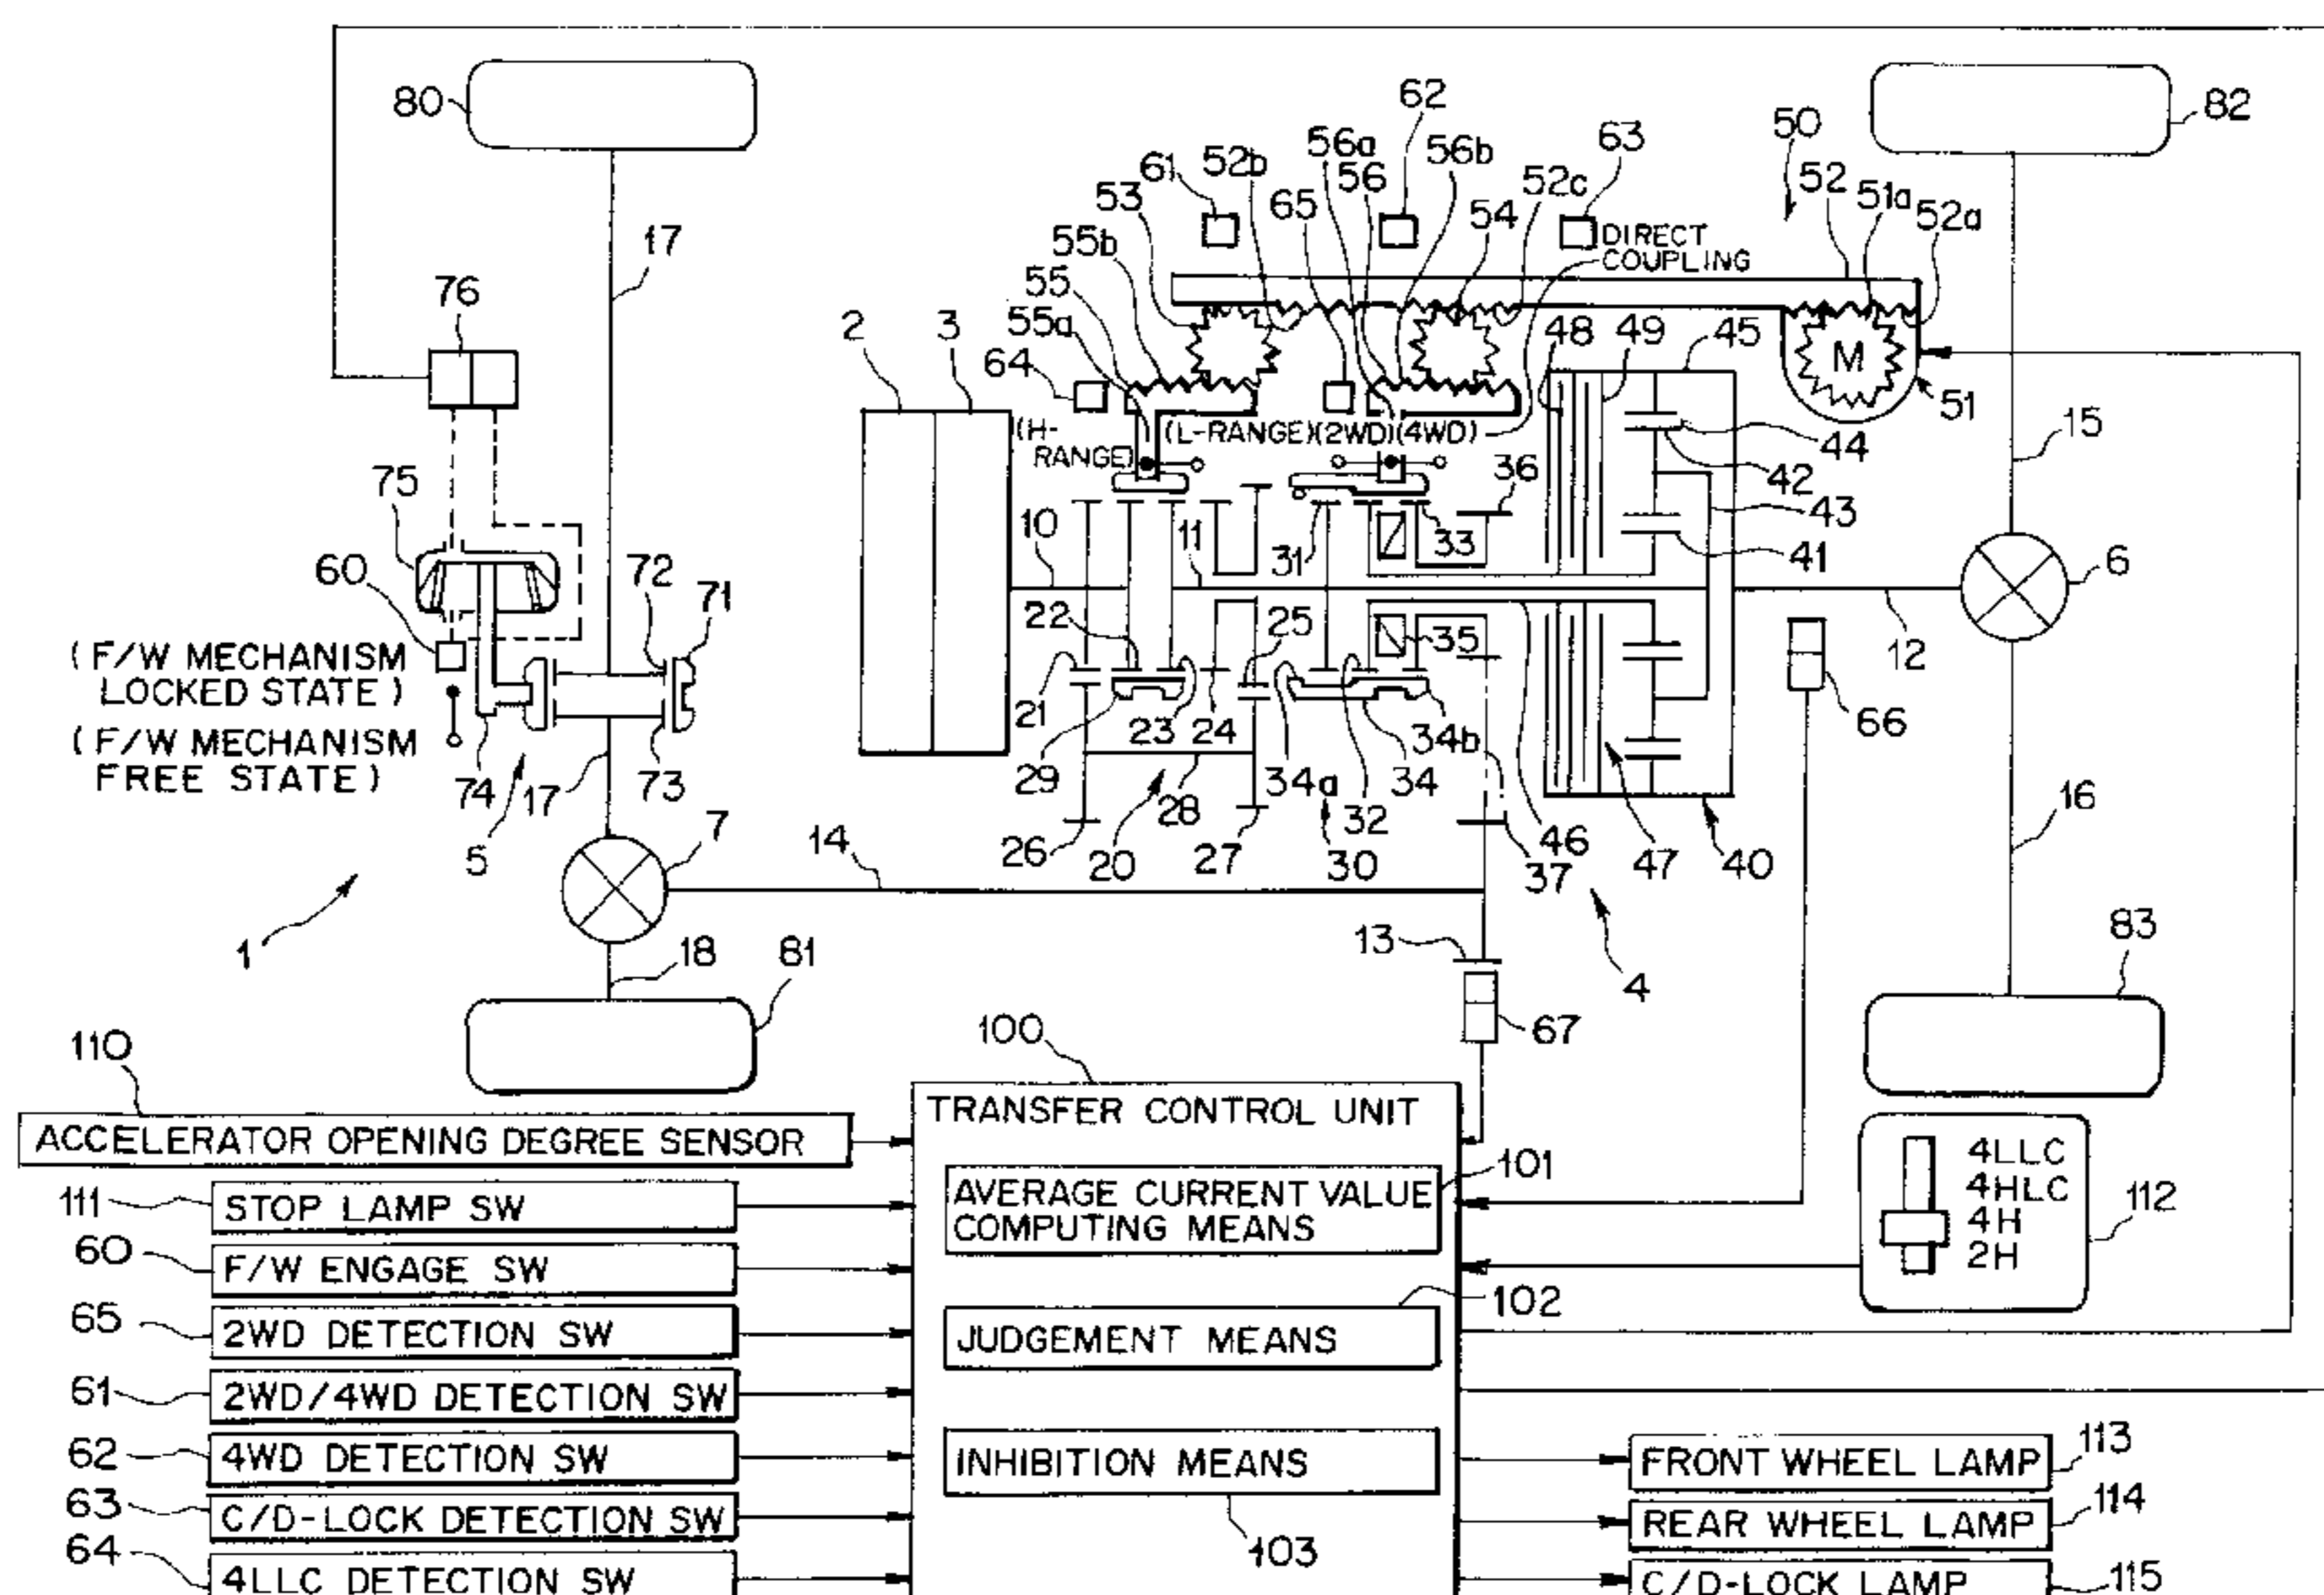 80
82
62
50
63
56a
56
56b
61
52b
52c
52
51a
52a
53
65
54
55b
DIRECT
COUPLING
17
55
76
55a
2
3
64
48
49
45
M
51
15
(H-
RANGE)
(L-RANGE)(2WD)(4WD)
44
75
36
42
43
10
11
31
33
41
6
60
72
71
22
25
35
12
(F/W MECHANISM
LOCKED STATE)
21
23
24
34b
66
(F/W MECHANISM
FREE STATE)
74
17
73
29
28
34a
32
34
16
5
7
14
26
20
27
30
37
46
47
40
1
18
13
4
83
81
110
100
67
TRANSFER CONTROL UNIT
ACCELERATOR OPENING DEGREE SENSOR
101
4LLC
4HLC
4H
2H
112
111
STOP LAMP SW
AVERAGE CURRENT VALUE
COMPUTING MEANS
60
F/W ENGAGE SW
102
65
2WD DETECTION SW
JUDGEMENT MEANS
61
2WD/4WD DETECTION SW
62
4WD DETECTION SW
INHIBITION MEANS
FRONT WHEEL LAMP
113
63
C/D-LOCK DETECTION SW
103
REAR WHEEL LAMP
114
64
4LLC DETECTION SW
C/D-LOCK LAMP
115